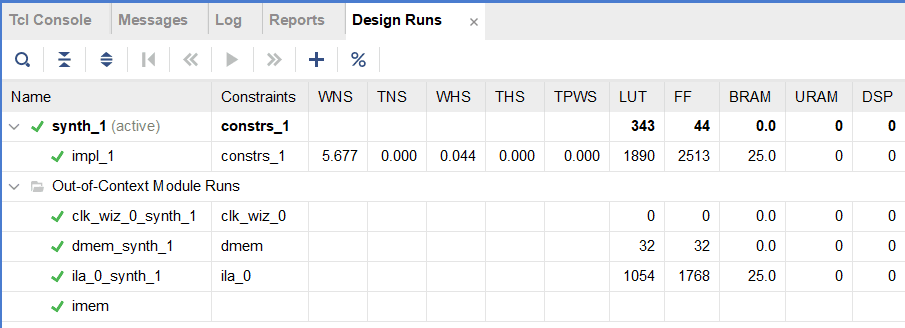 Tcl Console Messages Log Reports Design Runs ×
Name Constraints WNS TNS WHS THS TPWS LUT FF BRAM URAM DSP
synth_1 (active) constrs_1 343 44 0.0 0 0
impl_1 constrs_1 5.677 0.000 0.044 0.000 0.000 1890 2513 25.0 0 0
Out-of-Context Module Runs
clk_wiz_0_synth_1 clk_wiz_0 0 0 0.0 0 0
dmem_synth_1 dmem 32 32 0.0 0 0
ila_0_synth_1 ila_0 1054 1768 25.0 0 0
imem